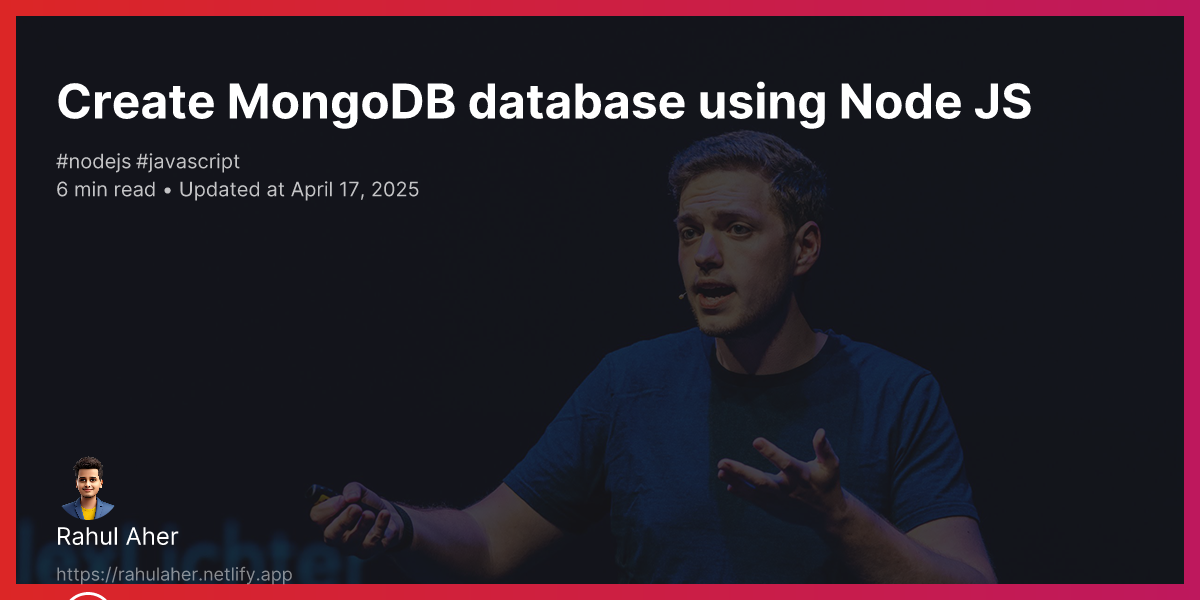 Create MongoDB database using Node JS
#nodejs #javascript
6 min read • Updated at April 17, 2025
Rahul Aher
https://rahulaher.netlify.app